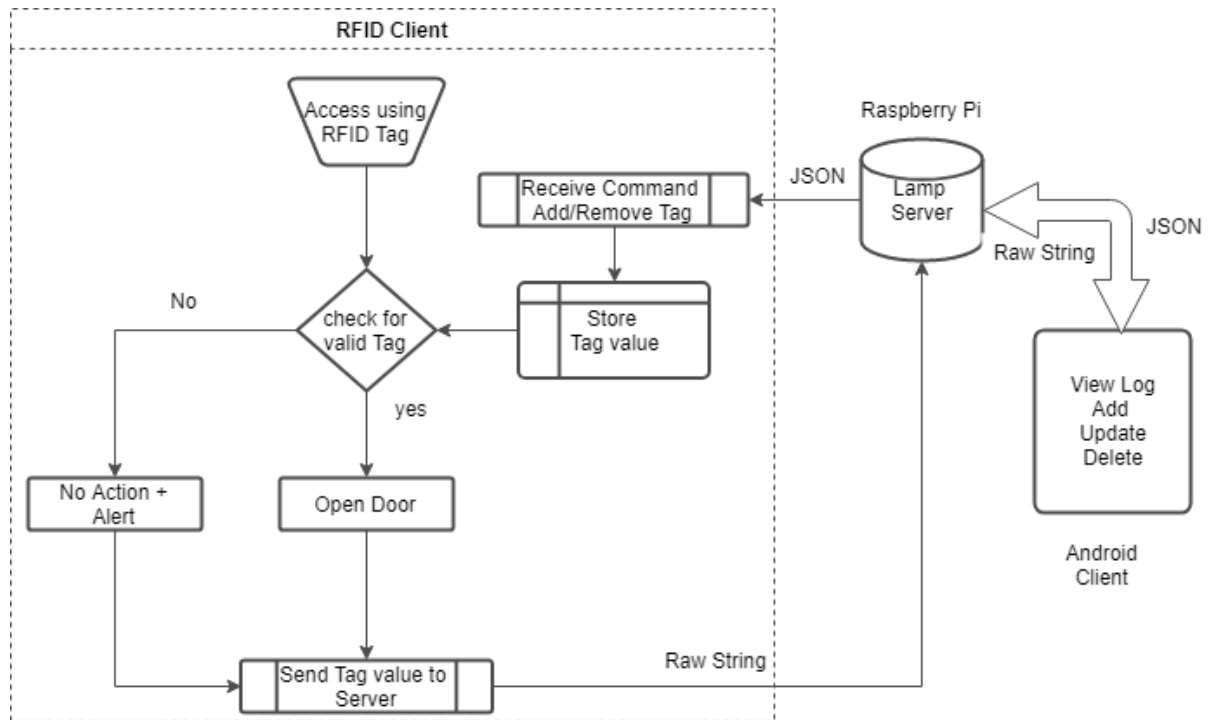 RFID Client
Access using
RFID Tag
Raspberry Pi
Receive Command
Add/Remove Tag
JSON
Lamp
Server
JSON
Raw String
No
check for
valid Tag
Store
Tag value
yes
View Log
Add
Update
Delete
No Action +
Alert
Open Door
Android
Client
Send Tag value to
Server
Raw String